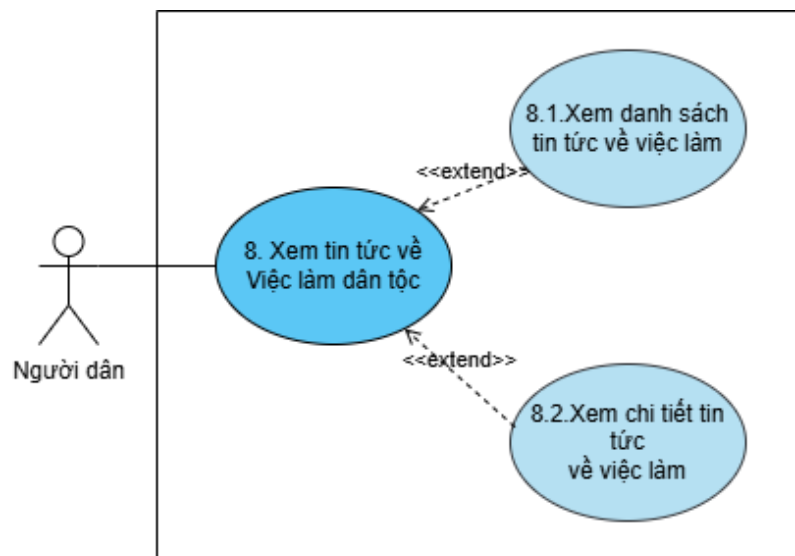 8.1.Xem danh sách
tin tức về việc làm
<<extend>>
8. Xem tin tức về
Việc làm dân tộc
<<extend>>
Người dân
8.2.Xem chi tiết tin
tức
về việc làm